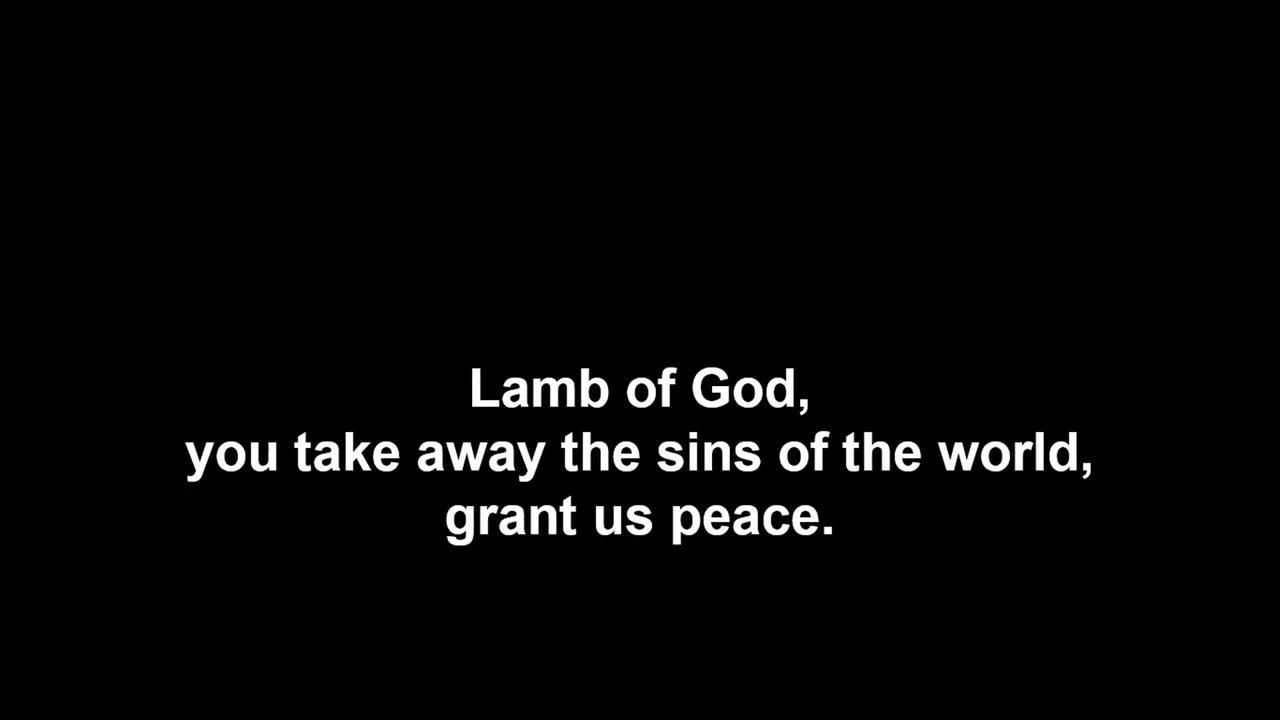 Lamb of God,
you take away the sins of the world,
grant us peace.